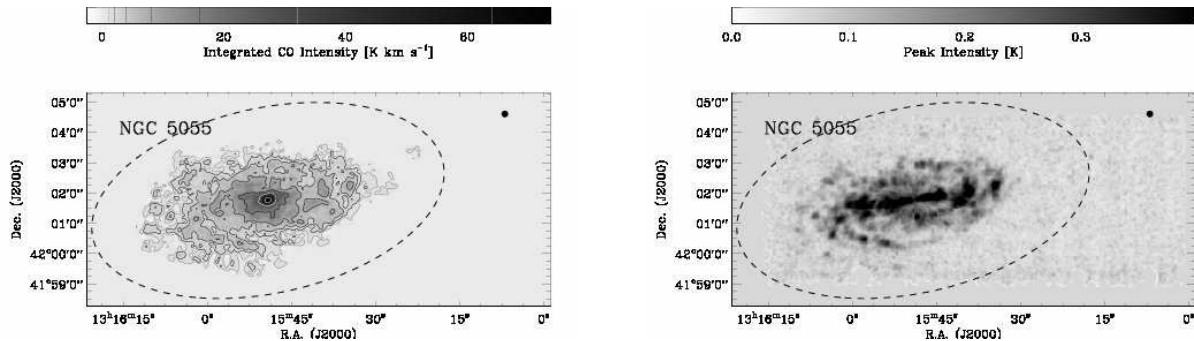 0 20 40 60
Integrated CO Intensity [K km s⁻¹]
NGC 5055
05'0"
04'0"
03'0"
02'0"
01'0"
42°00'0"
41°59'0"
Dec. (J2000)
13ʰ16ᵐ15ˢ 0ˢ 15ᵐ45ˢ 30ˢ 15ˢ 0ˢ
R.A. (J2000)
0.0 0.1 0.2 0.3
Peak Intensity [K]
NGC 5055
05'0"
04'0"
03'0"
02'0"
01'0"
42°00'0"
41°59'0"
Dec. (J2000)
13ʰ16ᵐ15ˢ 0ˢ 15ᵐ45ˢ 30ˢ 15ˢ 0ˢ
R.A. (J2000)